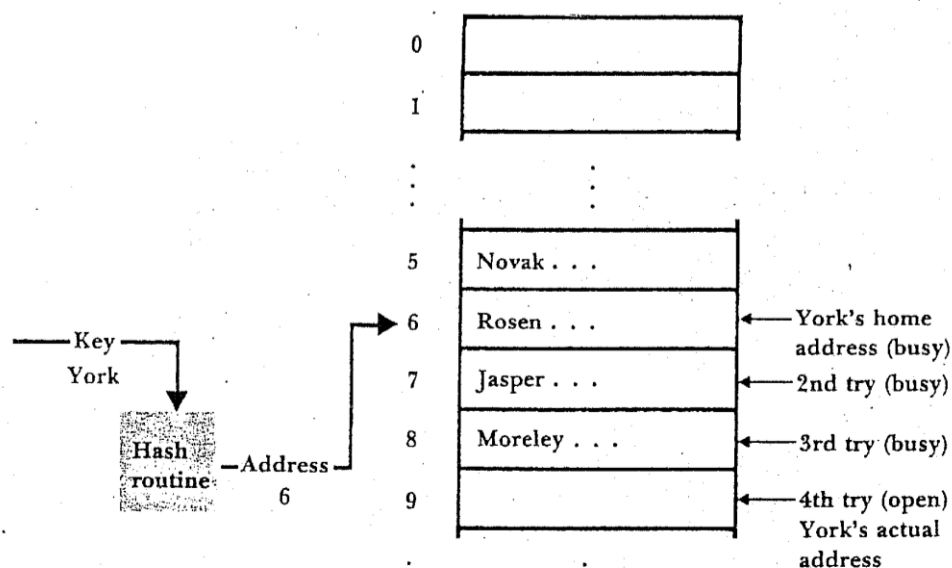 0
1
5
Novak . . .
Key
York
6
Rosen . . .
York's home
address (busy)
7
Jasper . . .
2nd try (busy)
Hash
routine
Address
6
8
Moreley . . .
3rd try (busy)
9
4th try (open)
York's actual
address